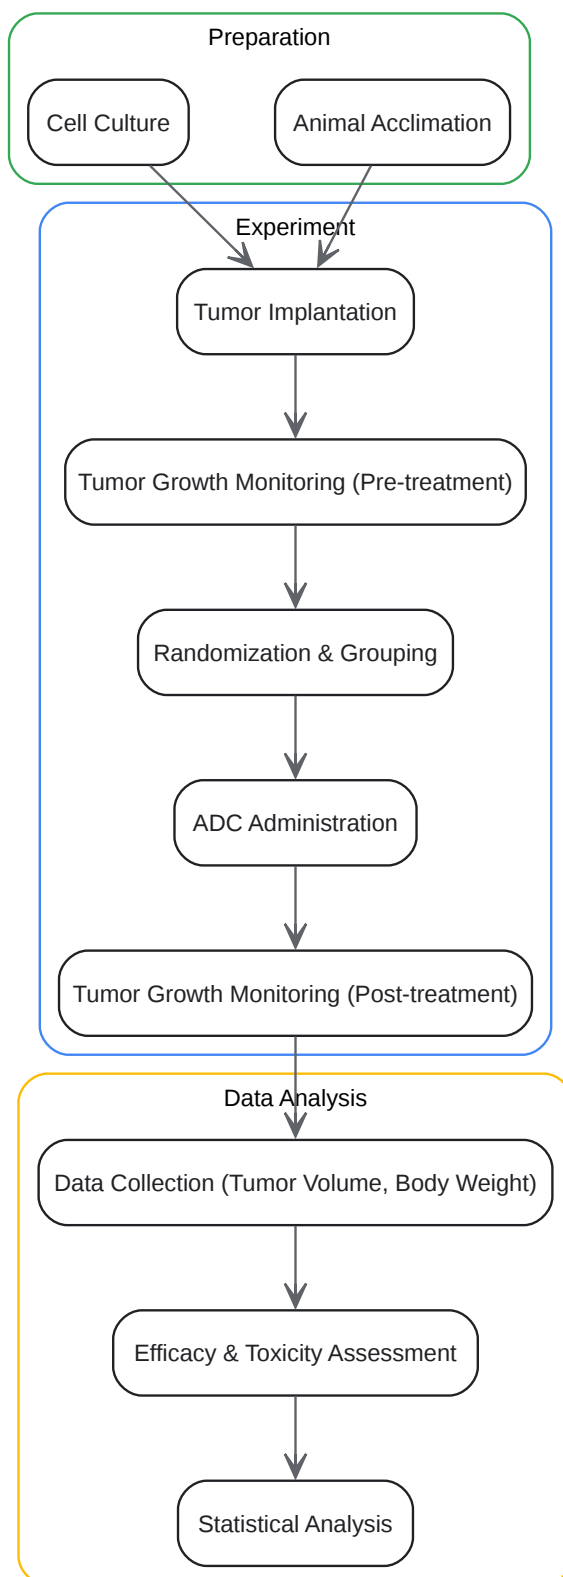 Preparation
Cell Culture
Animal Acclimation
Experiment
Tumor Implantation
Tumor Growth Monitoring (Pre-treatment)
Randomization & Grouping
ADC Administration
Tumor Growth Monitoring (Post-treatment)
Data Analysis
Data Collection (Tumor Volume, Body Weight)
Efficacy & Toxicity Assessment
Statistical Analysis